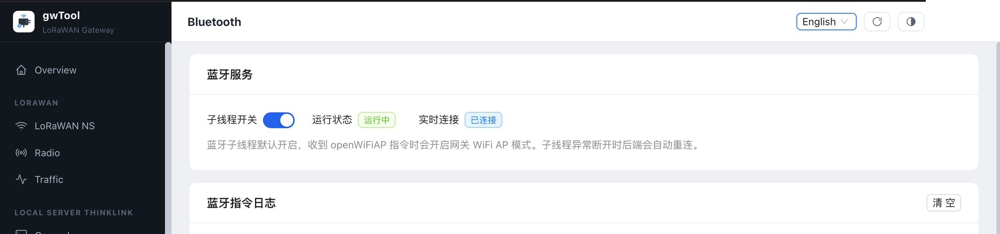 gwTool
LoRaWAN Gateway
Bluetooth
English
Overview
LORAWAN
LoRaWAN NS
Radio
Traffic
LOCAL SERVER THINKLINK
General
蓝牙服务
子线程开关 运行状态 运行中 实时连接 已连接
蓝牙子线程默认开启，收到 openWiFiAP 指令时会开启网关 WiFi AP 模式。子线程异常断开时后端会自动重连。
蓝牙指令日志
清 空